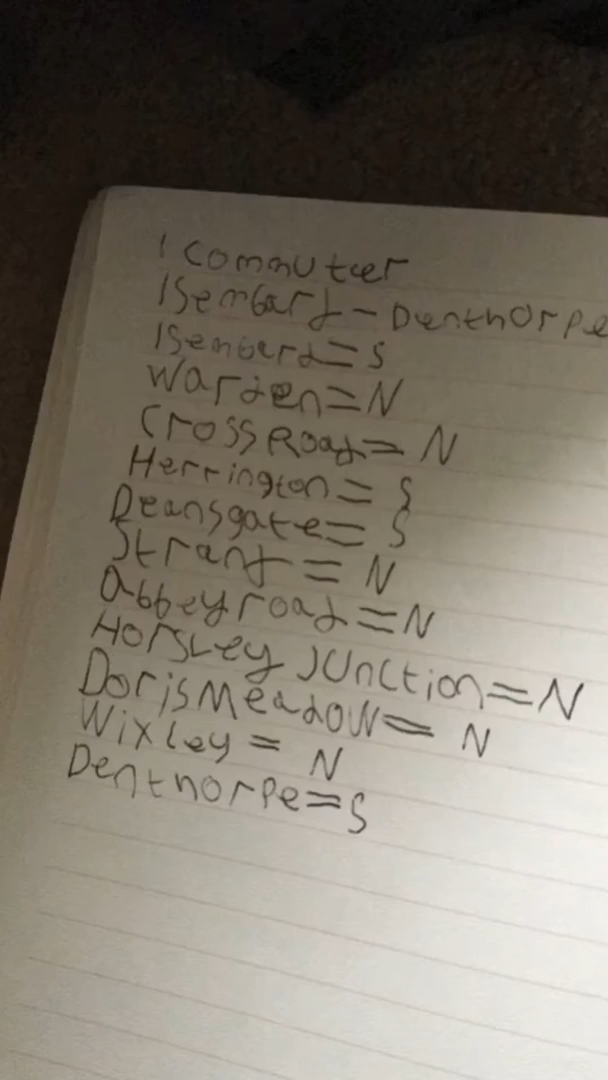 1 commuter
Isembard - Denthorpe
Isembard = S
Warden = N
Cross Road = N
Herrington = S
Deansgate = S
Strand = N
Abbey road = N
Horsley Junction = N
Doris Meadow = N
Wixley = N
Denthorpe = S